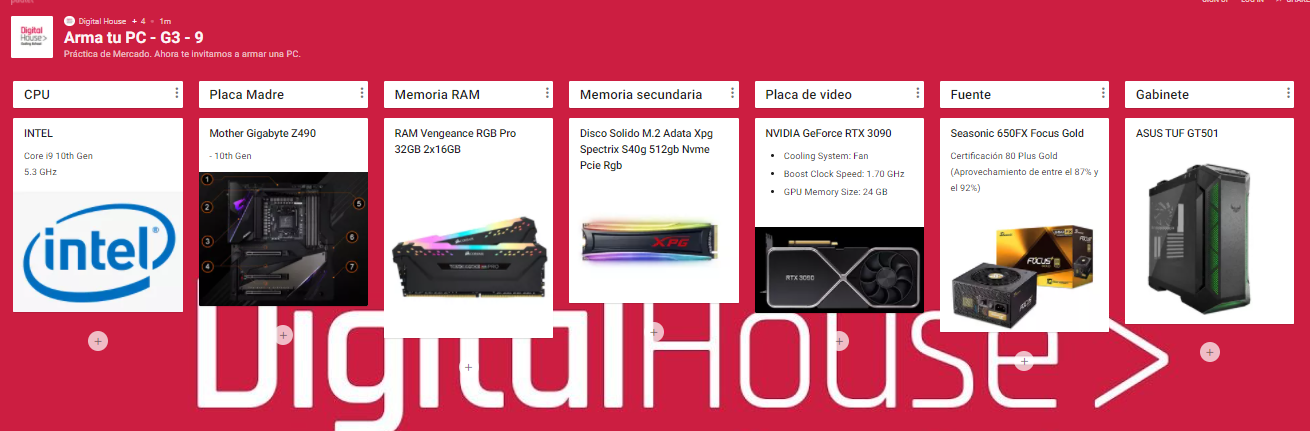 Digital
House>
Coding School
Digital House + 4 • 1m
Arma tu PC - G3 - 9
Práctica de Mercado. Ahora te invitamos a armar una PC.
CPU
Placa Madre
Memoria RAM
Memoria secundaria
Placa de video
Fuente
Gabinete
INTEL
Core I9 10th Gen
5.3 GHz
intel
Mother Gigabyte Z490
- 10th Gen
1
2
3
4
5
6
7
RAM Vengeance RGB Pro
32GB 2x16GB
Disco Solido M.2 Adata Xpg
Spectrix S40g 512gb Nvme
Pcie Rgb
XPG
NVIDIA GeForce RTX 3090
• Cooling System: Fan
• Boost Clock Speed: 1.70 GHz
• GPU Memory Size: 24 GB
RTX 3090
Seasonic 650FX Focus Gold
Certificación 80 Plus Gold
(Aprovechamiento de entre el 87% y
el 92%)
FOCUS
ASUS TUF GT501
DigitalHouse>